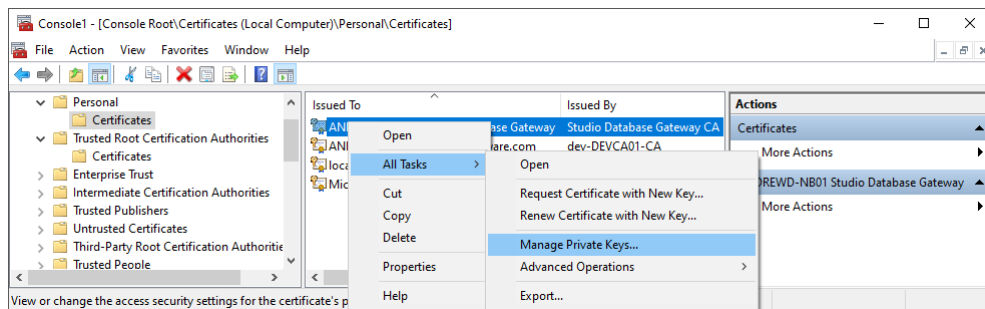 Console1 - [Console Root\Certificates (Local Computer)\Personal\Certificates]
File Action View Favorites Window Help
Personal
Certificates
Trusted Root Certification Authorities
Certificates
Enterprise Trust
Intermediate Certification Authorities
Trusted Publishers
Untrusted Certificates
Third-Party Root Certification Authoritie
Trusted People
Issued To Issued By
ase Gateway Studio Database Gateway CA
dev-DEVCA01-CA
Open
All Tasks
Cut
Copy
Delete
Properties
Help
Open
Request Certificate with New Key...
Renew Certificate with New Key...
Manage Private Keys...
Advanced Operations
Export...
Actions
Certificates
More Actions
DREWD-NB01 Studio Database Gateway
More Actions
View or change the access security settings for the certificate's p